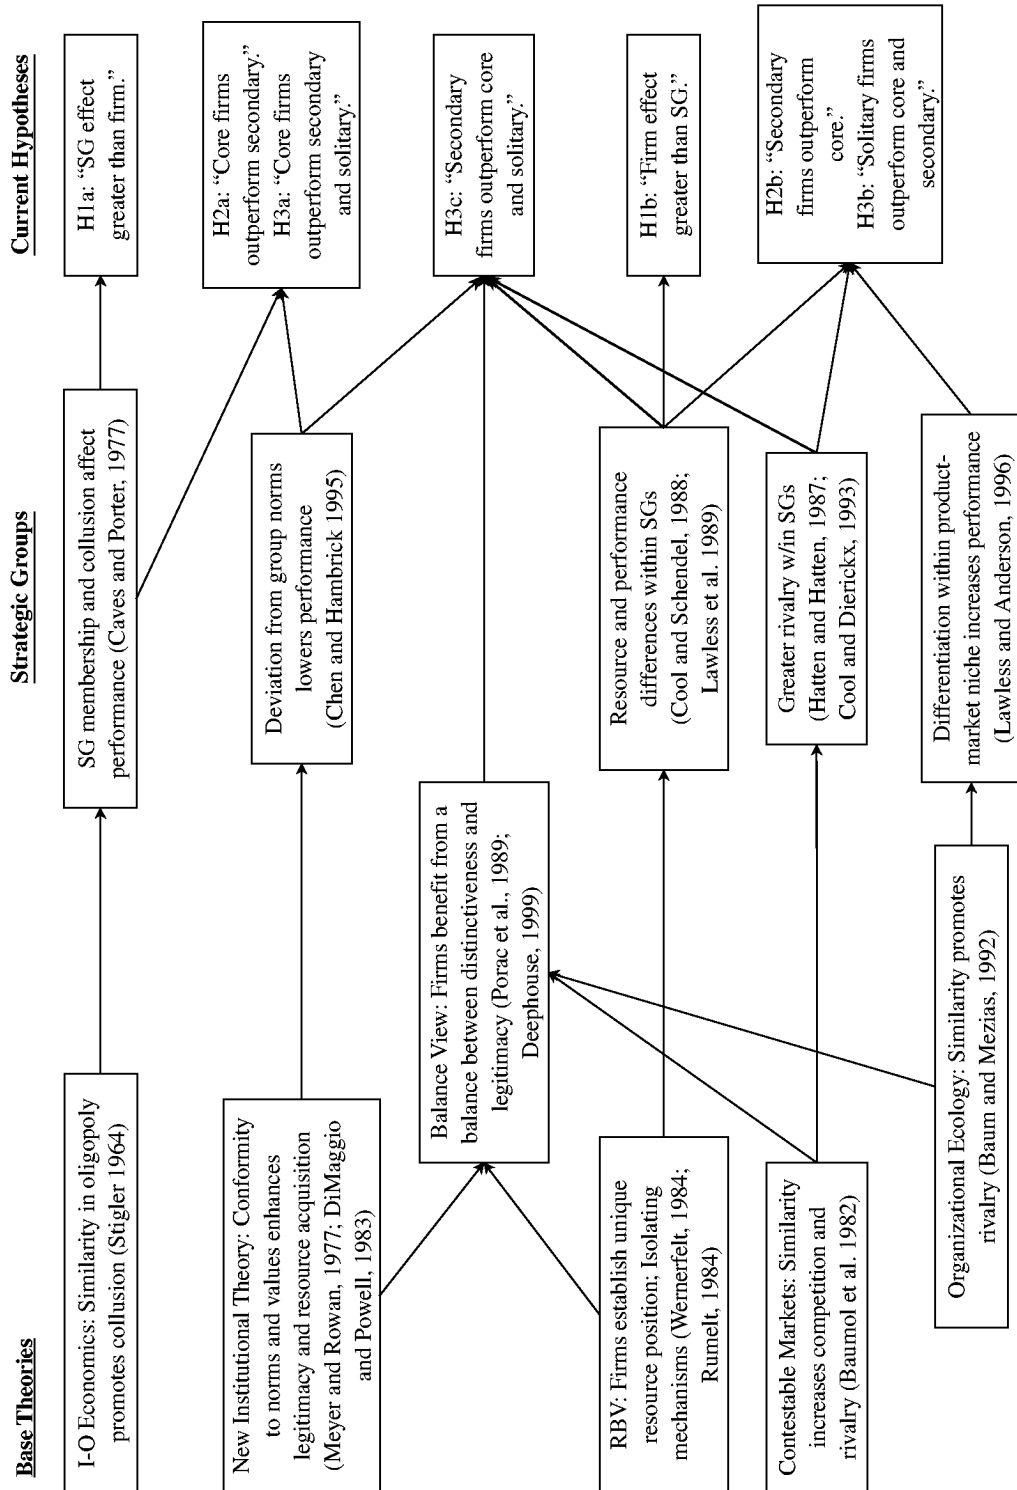 Base Theories
Strategic Groups
Current Hypotheses
I-O Economics: Similarity in oligopoly
promotes collusion (Stigler 1964)
SG membership and collusion affect
performance (Caves and Porter, 1977)
H1a: “SG effect
greater than firm.”
New Institutional Theory: Conformity
to norms and values enhances
legitimacy and resource acquisition
(Meyer and Rowan, 1977; DiMaggio
and Powell, 1983)
Deviation from group norms
lowers performance
(Chen and Hambrick 1995)
H2a: “Core firms
outperform secondary.”
H3a: “Core firms
outperform secondary
and solitary.”
Balance View: Firms benefit from a
balance between distinctiveness and
legitimacy (Porac et al., 1989;
Deephouse, 1999)
H3c: “Secondary
firms outperform core
and solitary.”
RBV: Firms establish unique
resource position; Isolating
mechanisms (Wernerfelt, 1984;
Rumelt, 1984)
Resource and performance
differences within SGs
(Cool and Schendel, 1988;
Lawless et al. 1989)
H1b: “Firm effect
greater than SG.”
Contestable Markets: Similarity
increases competition and
rivalry (Baumol et al. 1982)
Greater rivalry w/in SGs
(Hatten and Hatten, 1987;
Cool and Dierickx, 1993)
H2b: “Secondary
firms outperform
core.”
H3b: “Solitary firms
outperform core and
secondary.”
Organizational Ecology: Similarity promotes
rivalry (Baum and Mezias, 1992)
Differentiation within product-
market niche increases performance
(Lawless and Anderson, 1996)